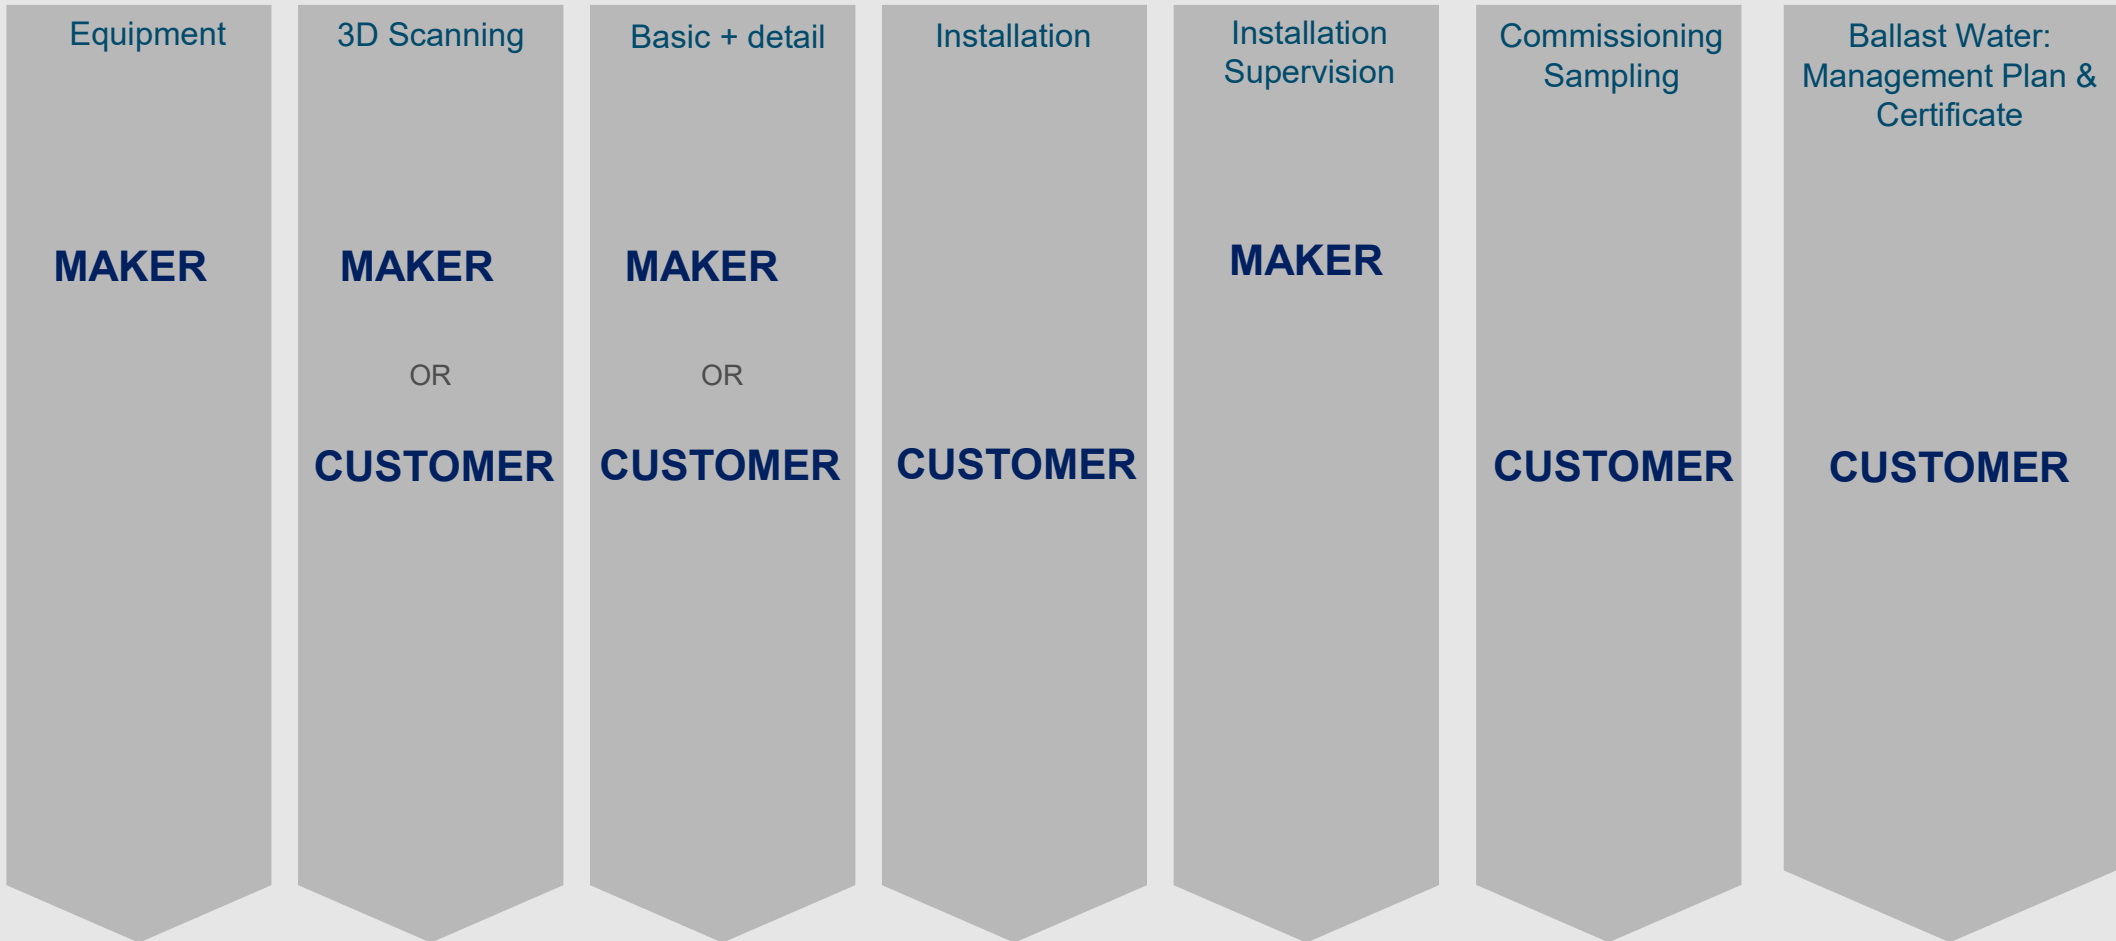 Equipment
MAKER
3D Scanning
MAKER
OR
CUSTOMER
Basic + detail
MAKER
OR
CUSTOMER
Installation
CUSTOMER
Installation
Supervision
MAKER
Commissioning
Sampling
CUSTOMER
Ballast Water:
Management Plan &
Certificate
CUSTOMER